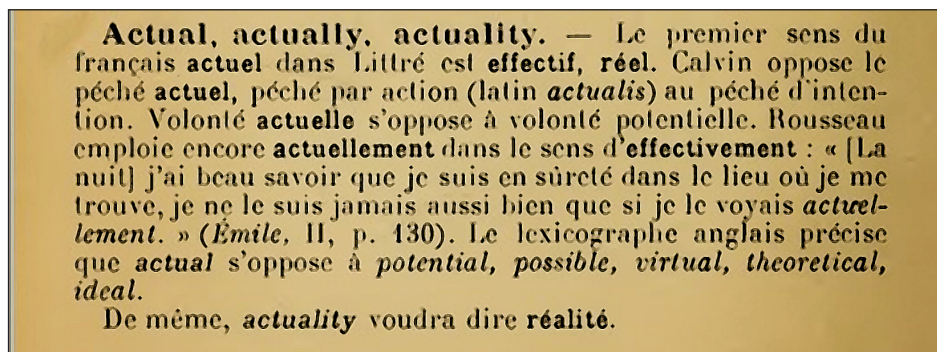 Actual, actually, actuality. — Le premier sens du
français actuel dans Littré est effectif, réel. Calvin oppose le
péché actuel, péché par action (latin actualis) au péché d'inten-
tion. Volonté actuelle s'oppose à volonté potentielle. Rousseau
emploie encore actuellement dans le sens d'effectivement : « [La
nuit] j'ai beau savoir que je suis en sûreté dans le lieu où je me
trouve, je ne le suis jamais aussi bien que si je le voyais actuel-
lement. » (Émile, II, p. 130). Le lexicographe anglais précise
que actual s'oppose à potential, possible, virtual, theoretical,
ideal.
De même, actuality voudra dire réalité.